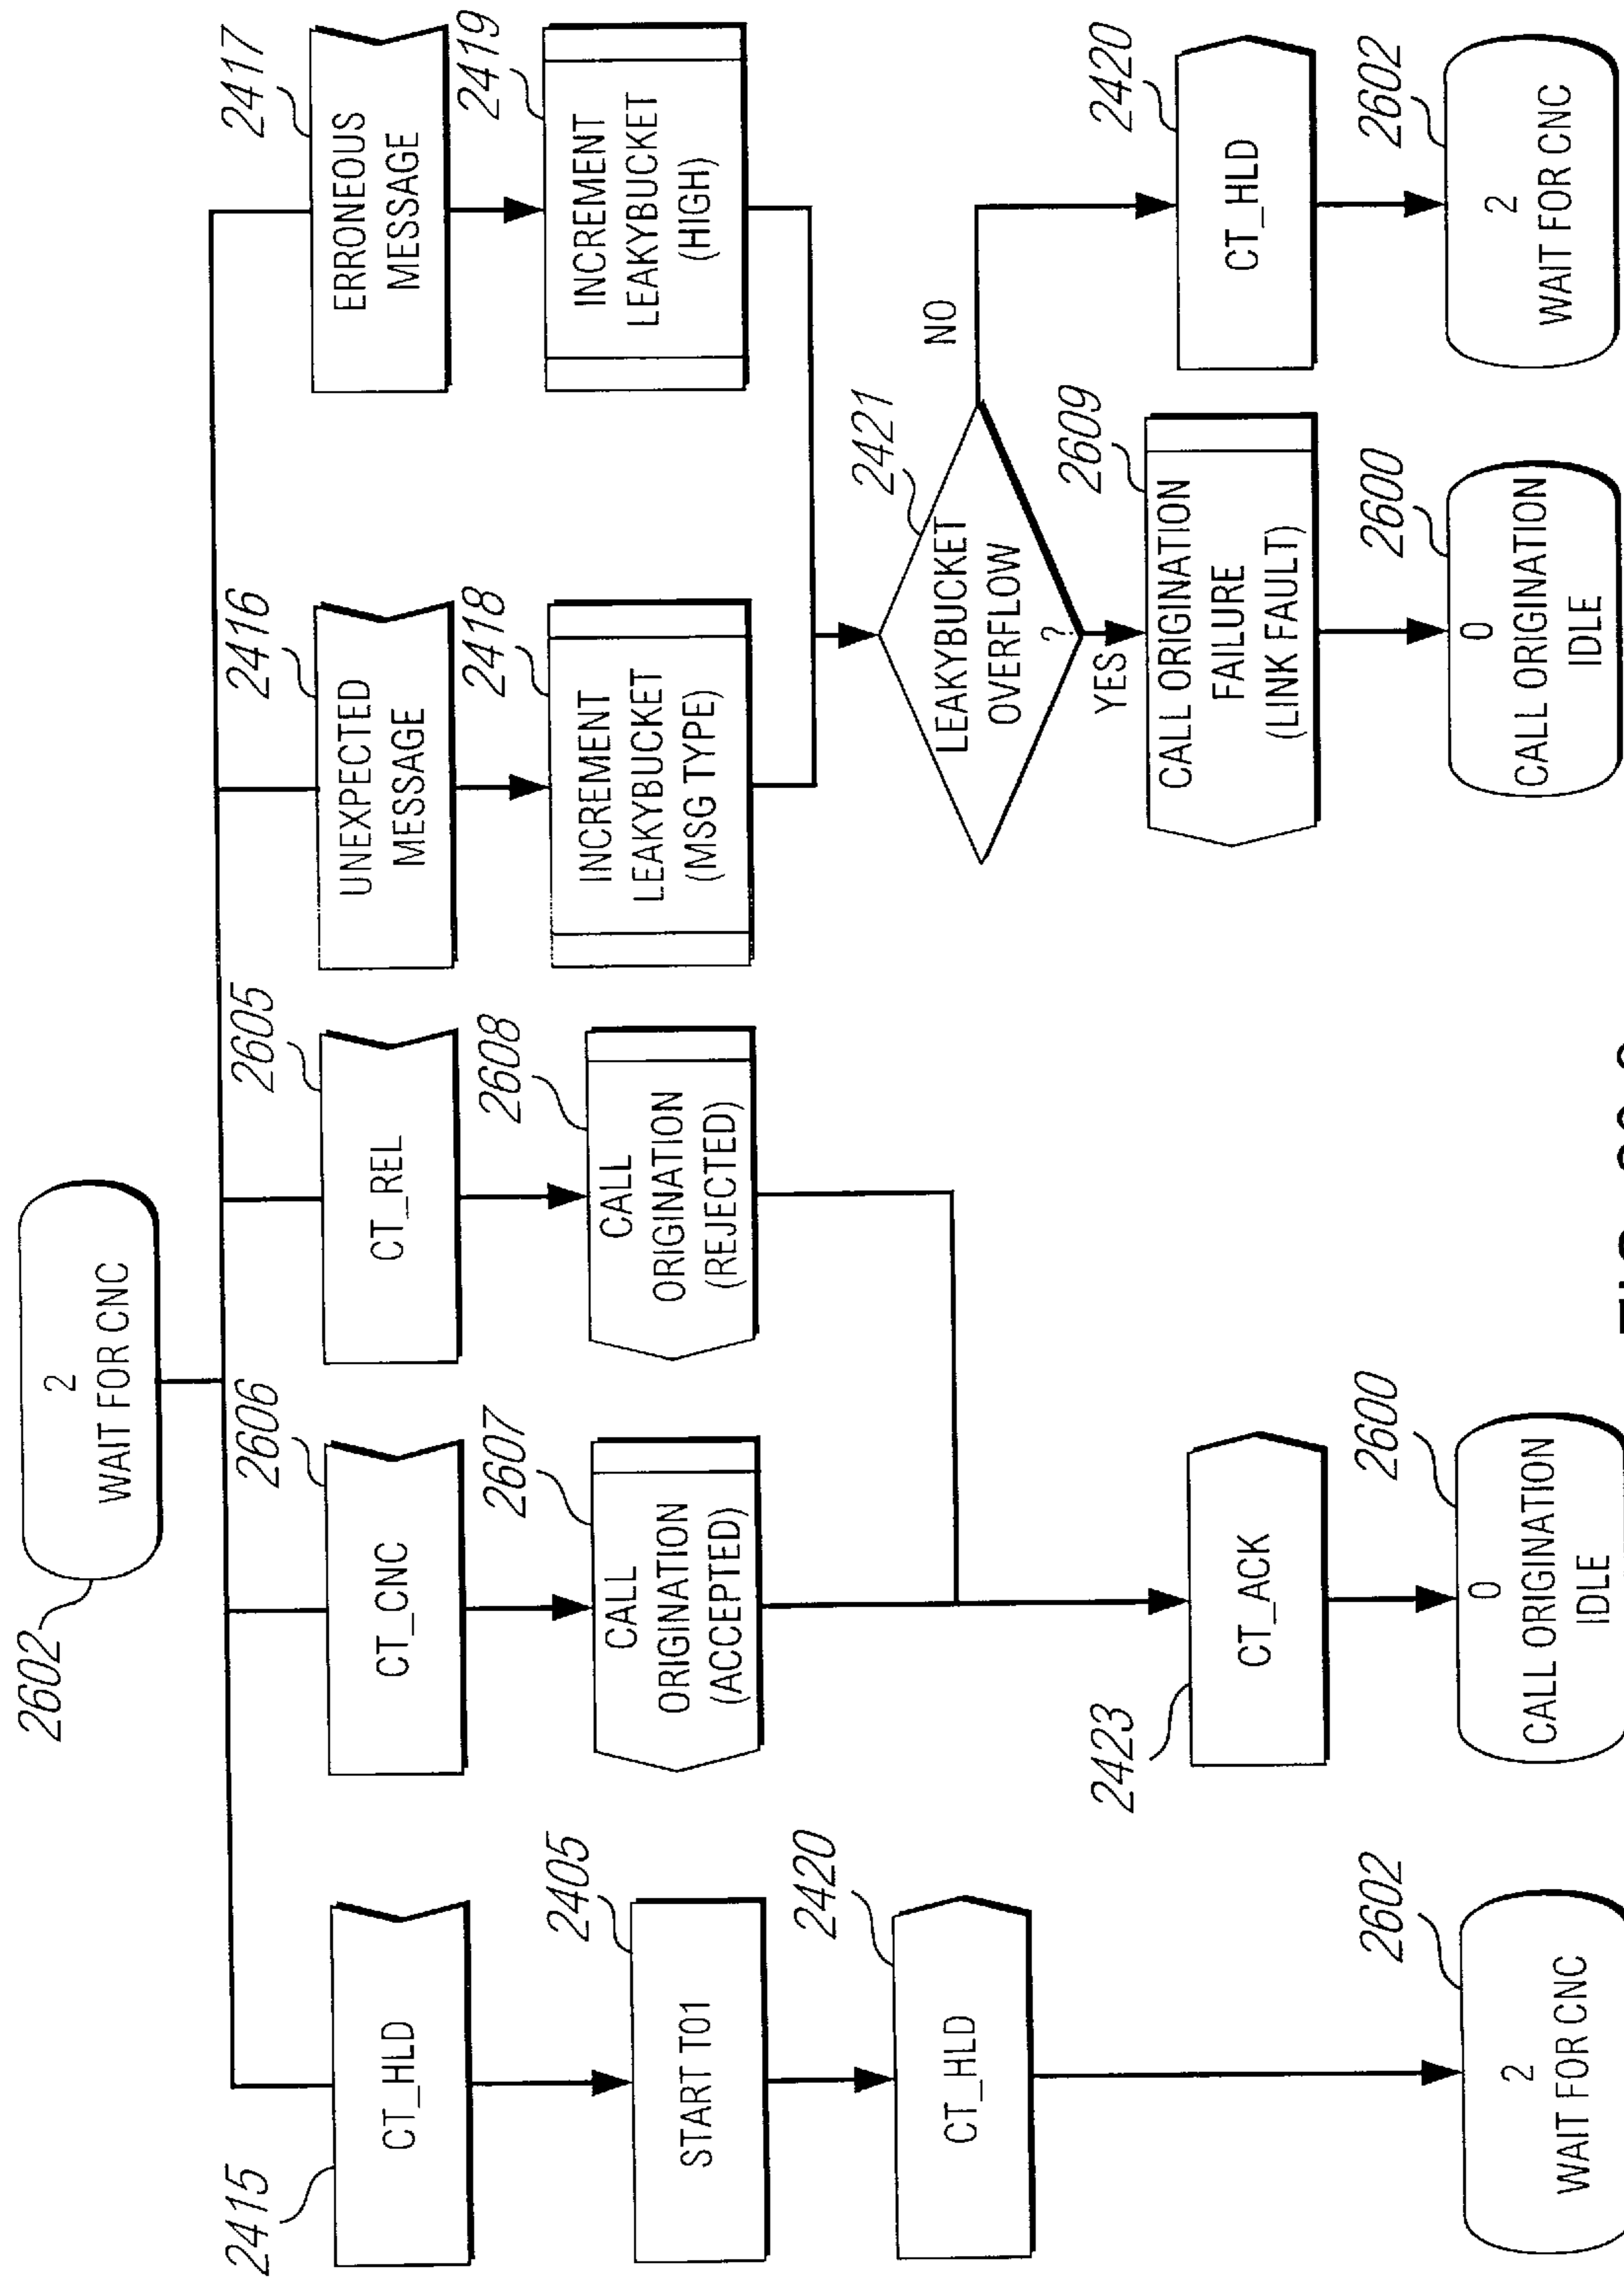 2602
2
WAIT FOR CNC
2415
CT_HLD
2606
CT_CNC
2605
CT_REL
2416
UNEXPECTED
MESSAGE
2417
ERRONEOUS
MESSAGE
2405
START T01
2607
CALL
ORIGINATION
(ACCEPTED)
2608
CALL
ORIGINATION
(REJECTED)
2418
INCREMENT
LEAKYBUCKET
(MSG TYPE)
2419
INCREMENT
LEAKYBUCKET
(HIGH)
2420
CT_HLD
2421
LEAKYBUCKET
OVERFLOW
?
YES
NO
2423
CT_ACK
2609
CALL ORIGINATION
FAILURE
(LINK FAULT)
2420
CT_HLD
2602
2
WAIT FOR CNC
2600
0
CALL ORIGINATION
IDLE
2600
0
CALL ORIGINATION
IDLE
2602
2
WAIT FOR CNC